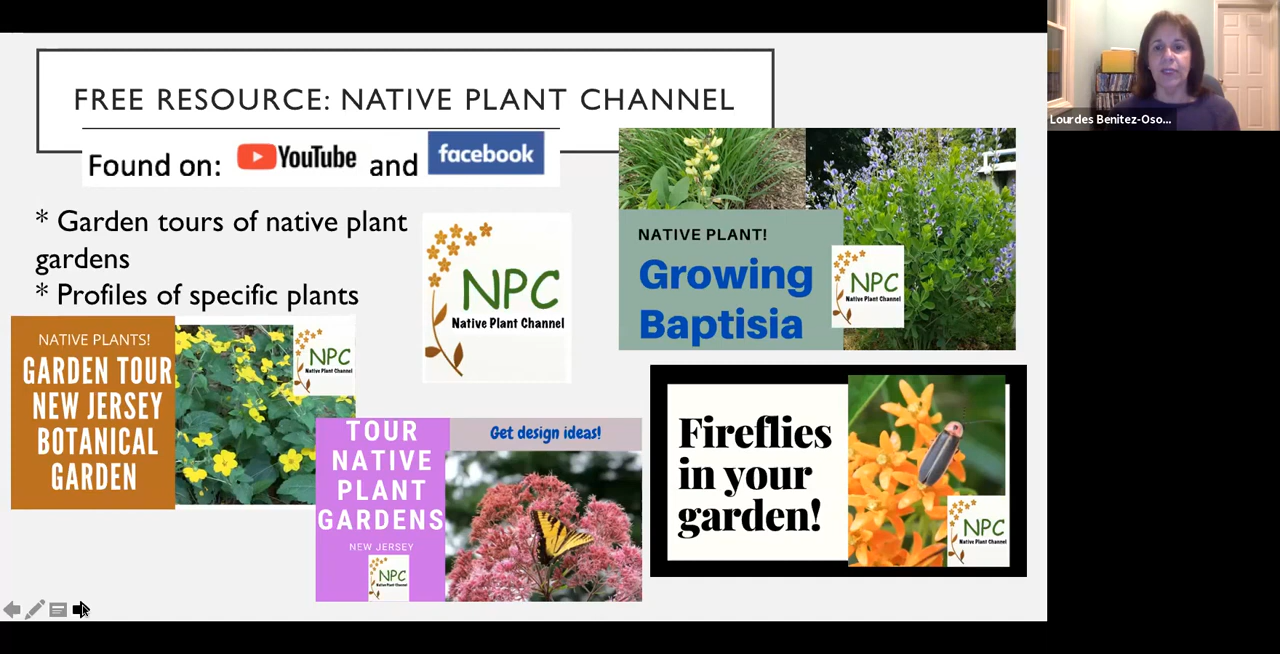 FREE RESOURCE: NATIVE PLANT CHANNEL
Found on: YouTube and facebook
* Garden tours of native plant
gardens
* Profiles of specific plants
NPC
Native Plant Channel
NATIVE PLANT!
Growing
Baptisia
NPC
Native Plant Channel
NATIVE PLANTS!
GARDEN TOUR
NEW JERSEY
BOTANICAL
GARDEN
NPC
Native Plant Channel
TOUR
NATIVE
PLANT
GARDENS
NEW JERSEY
NPC
Native Plant Channel
Get design ideas!
Fireflies
in your
garden!
NPC
Native Plant Channel
Lourdes Benitez-Oso...